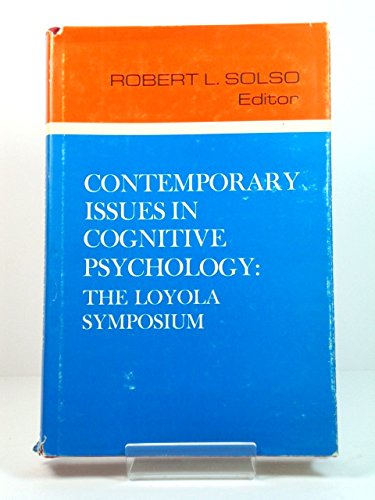 ROBERT L. SOLSO
Editor
CONTEMPORARY
ISSUES IN
COGNITIVE
PSYCHOLOGY:
THE LOYOLA
SYMPOSIUM